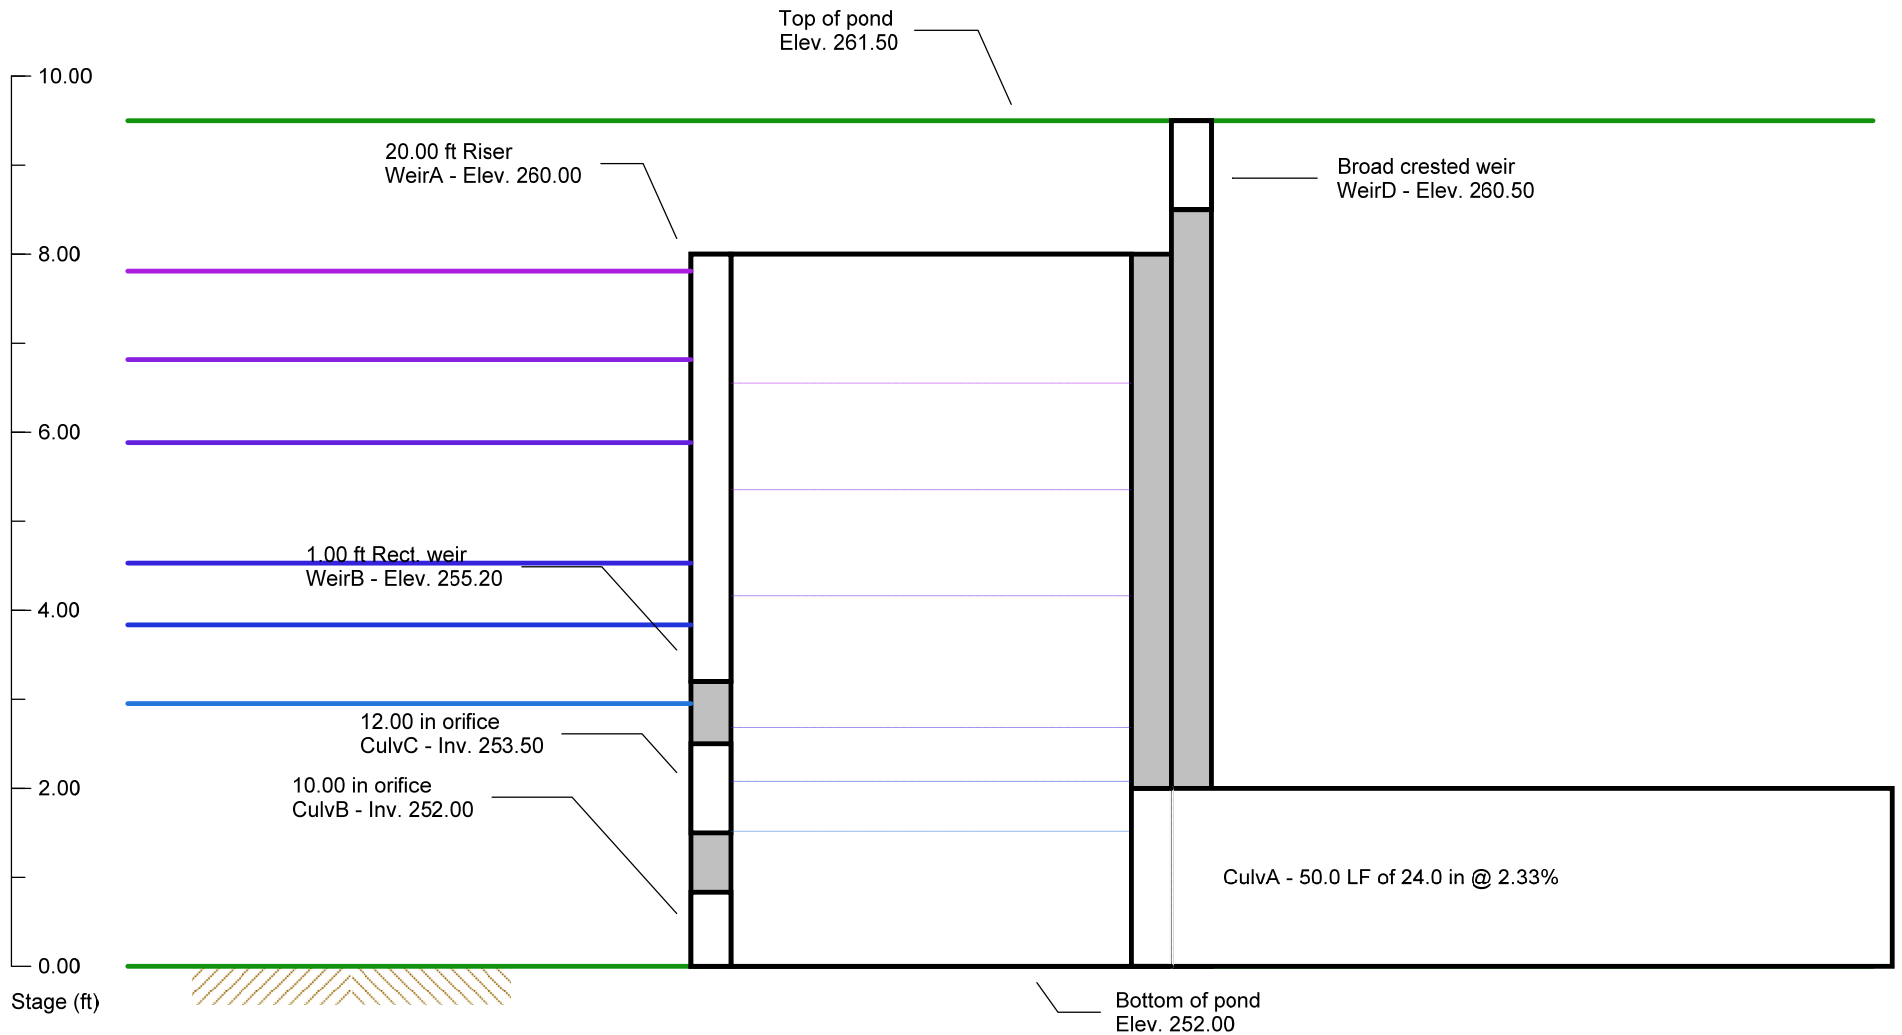 Top of pond
Elev. 261.50
10.00
20.00 ft Riser
WeirA - Elev. 260.00
Broad crested weir
WeirD - Elev. 260.50
8.00
6.00
1.00 ft Rect. weir
WeirB - Elev. 255.20
4.00
12.00 in orifice
CulvC - Inv. 253.50
2.00
10.00 in orifice
CulvB - Inv. 252.00
CulvA - 50.0 LF of 24.0 in @ 2.33%
0.00
Stage (ft)
Bottom of pond
Elev. 252.00